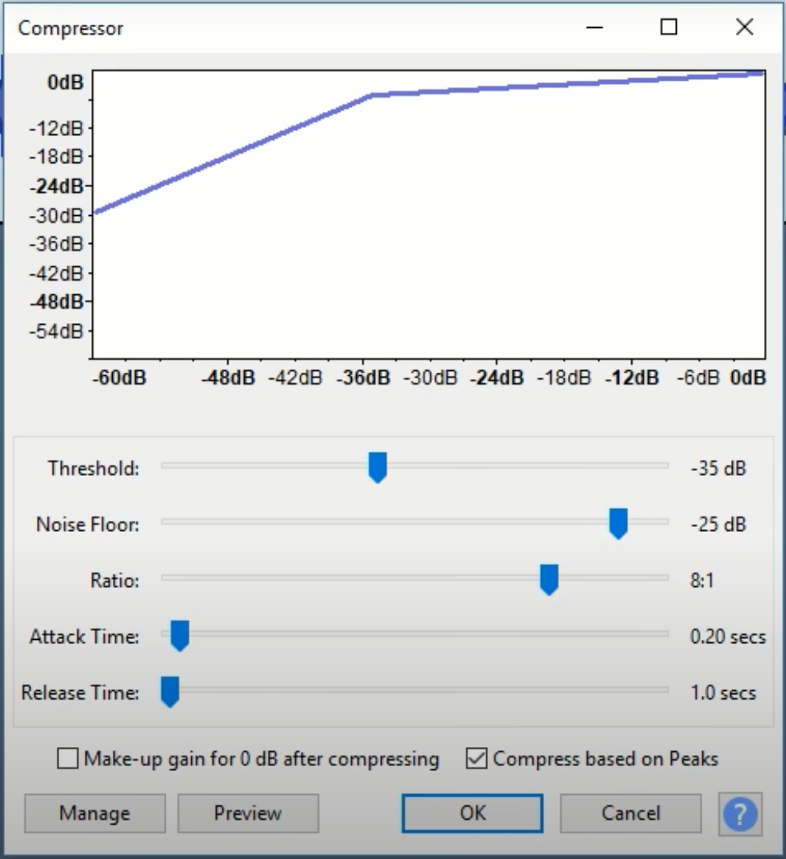 Compressor
0dB
-12dB
-18dB
-24dB
-30dB
-36dB
-42dB
-48dB
-54dB
-60dB -48dB -42dB -36dB -30dB -24dB -18dB -12dB -6dB 0dB
Threshold: -35 dB
Noise Floor: -25 dB
Ratio: 8:1
Attack Time: 0.20 secs
Release Time: 1.0 secs
Make-up gain for 0 dB after compressing Compress based on Peaks
Manage Preview OK Cancel ?